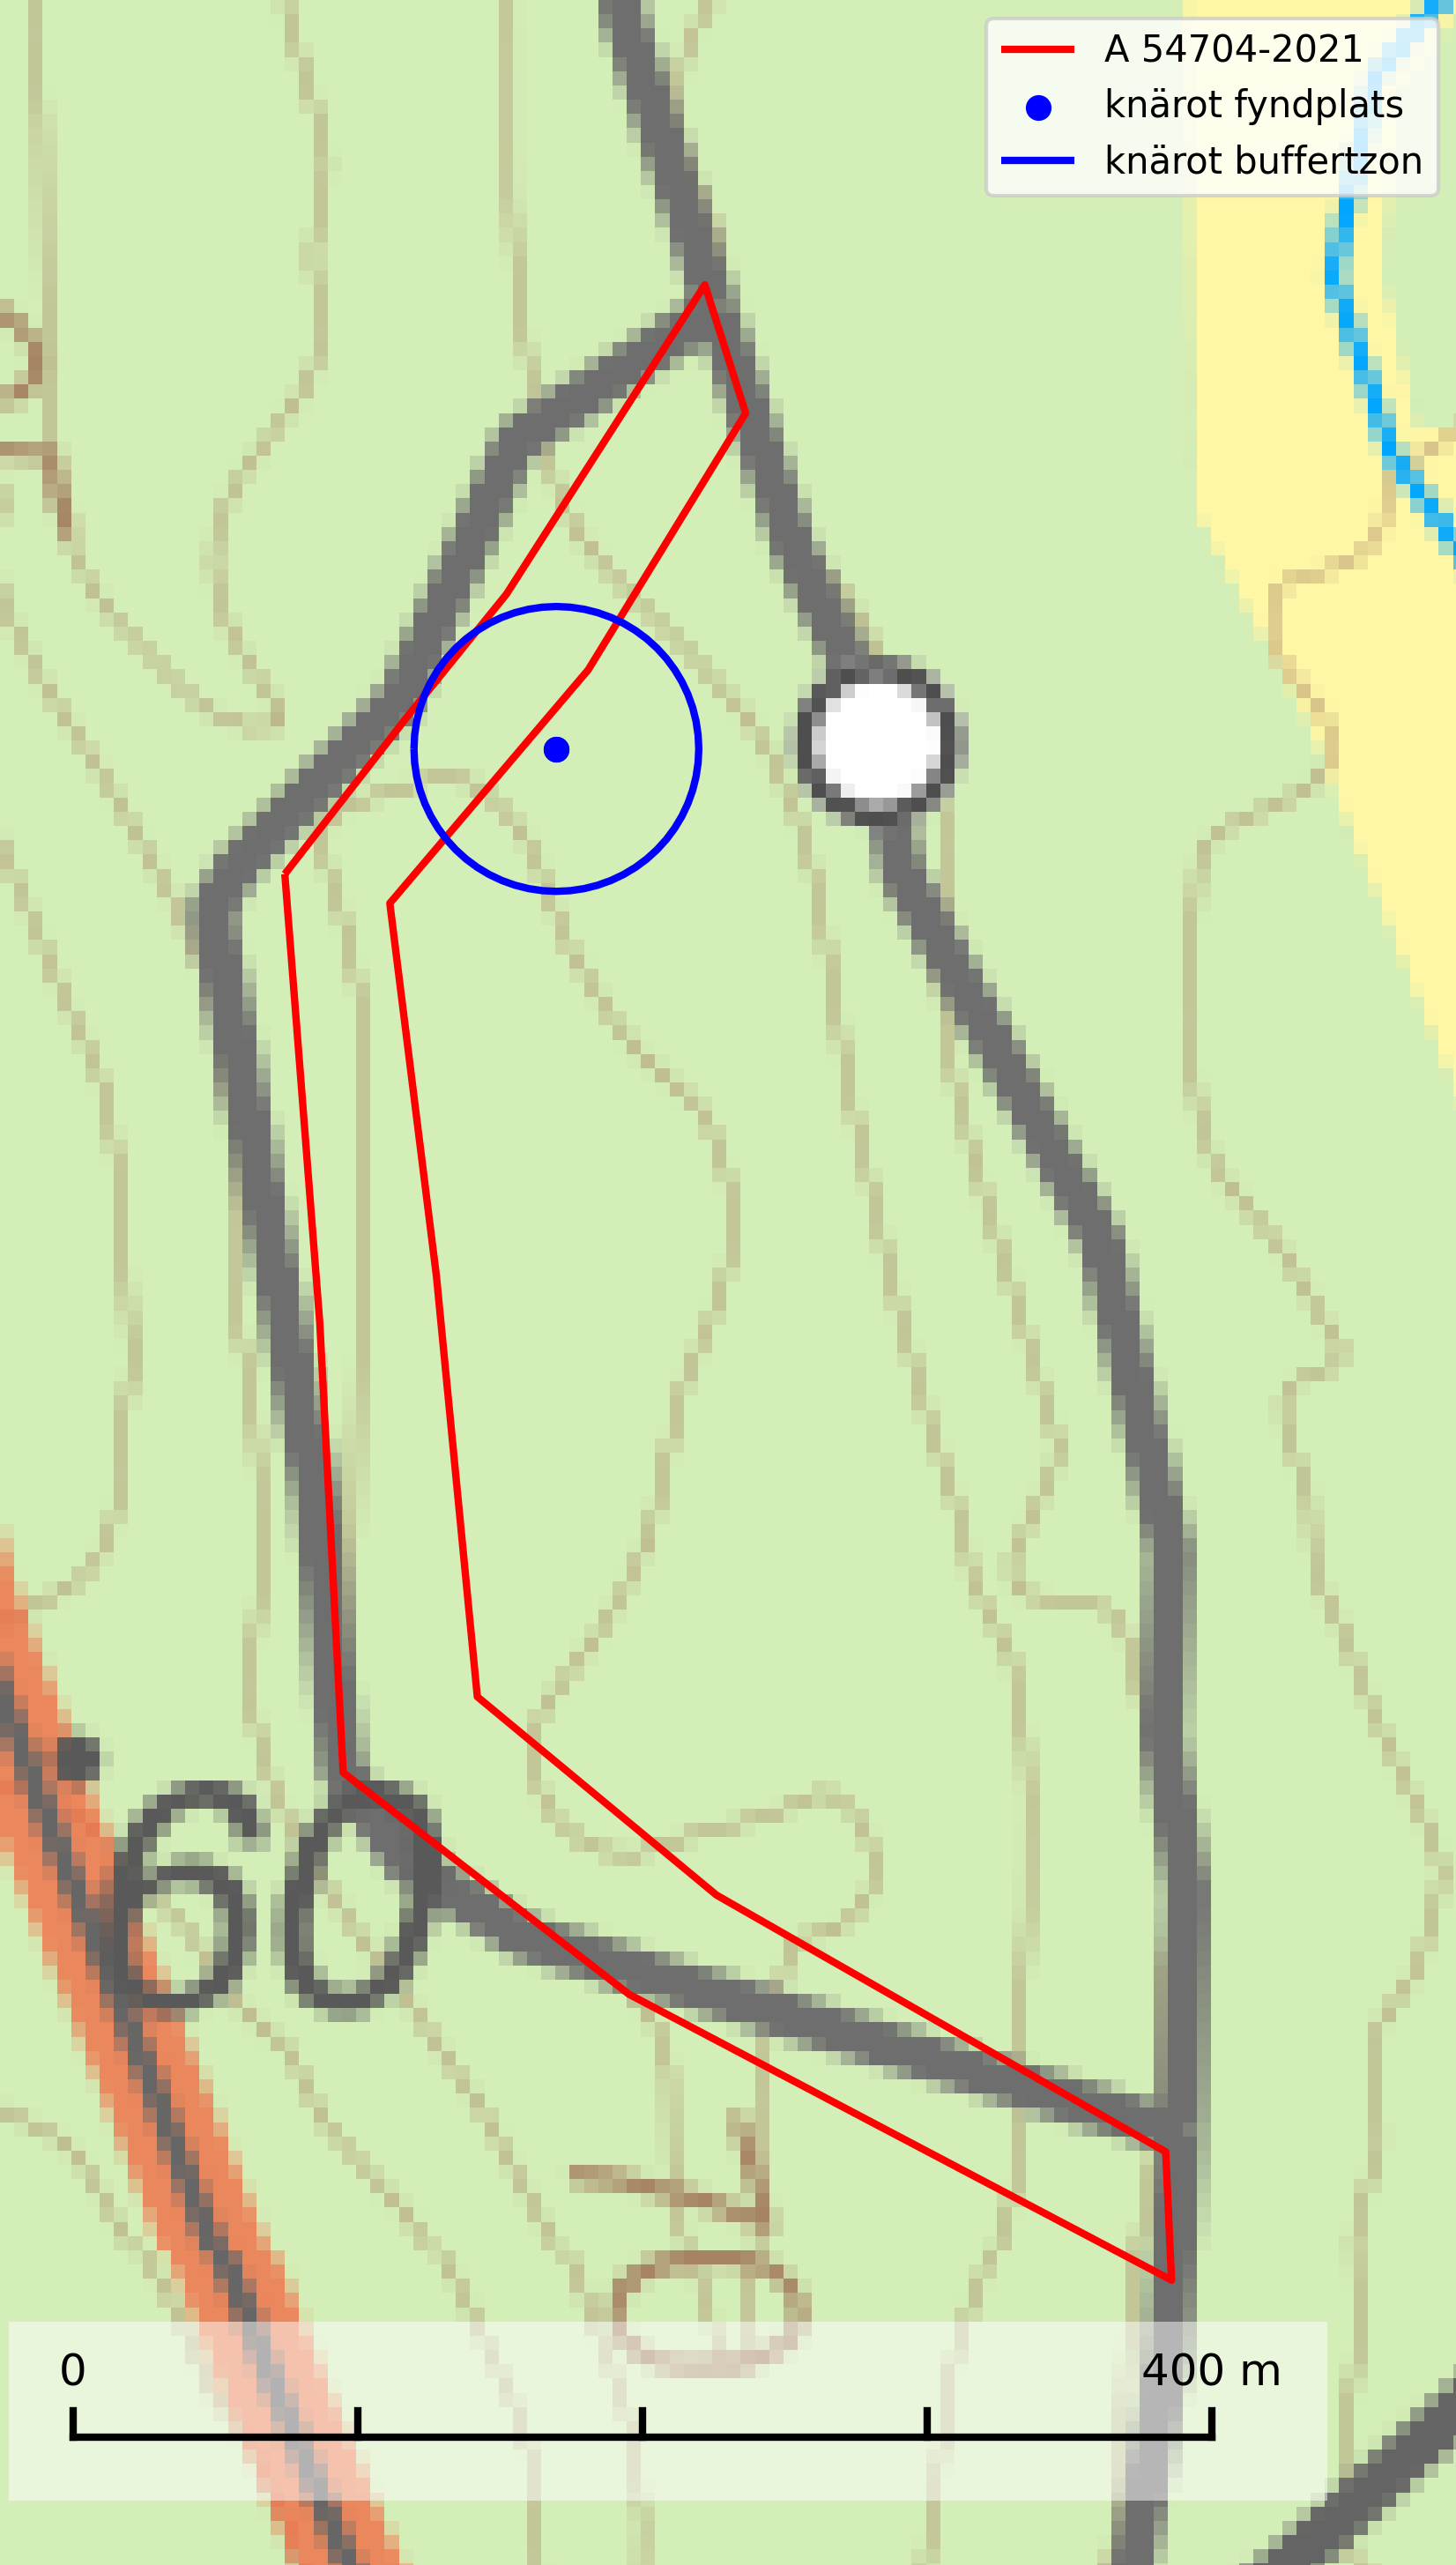 A 54704-2021
knärot fyndplats
knärot buffertzon
60
0 400 m